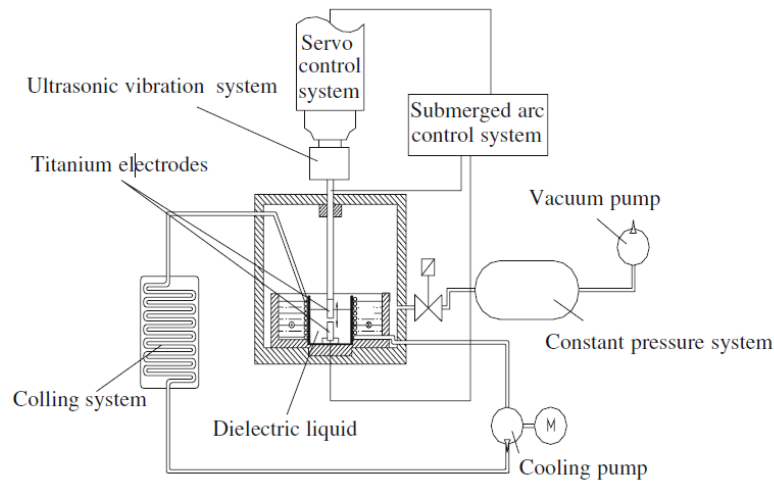 Servo
control
system
Ultrasonic vibration system
Submerged arc
control system
Titanium electrodes
Vacuum pump
Constant pressure system
Colling system
Dielectric liquid
M
Cooling pump